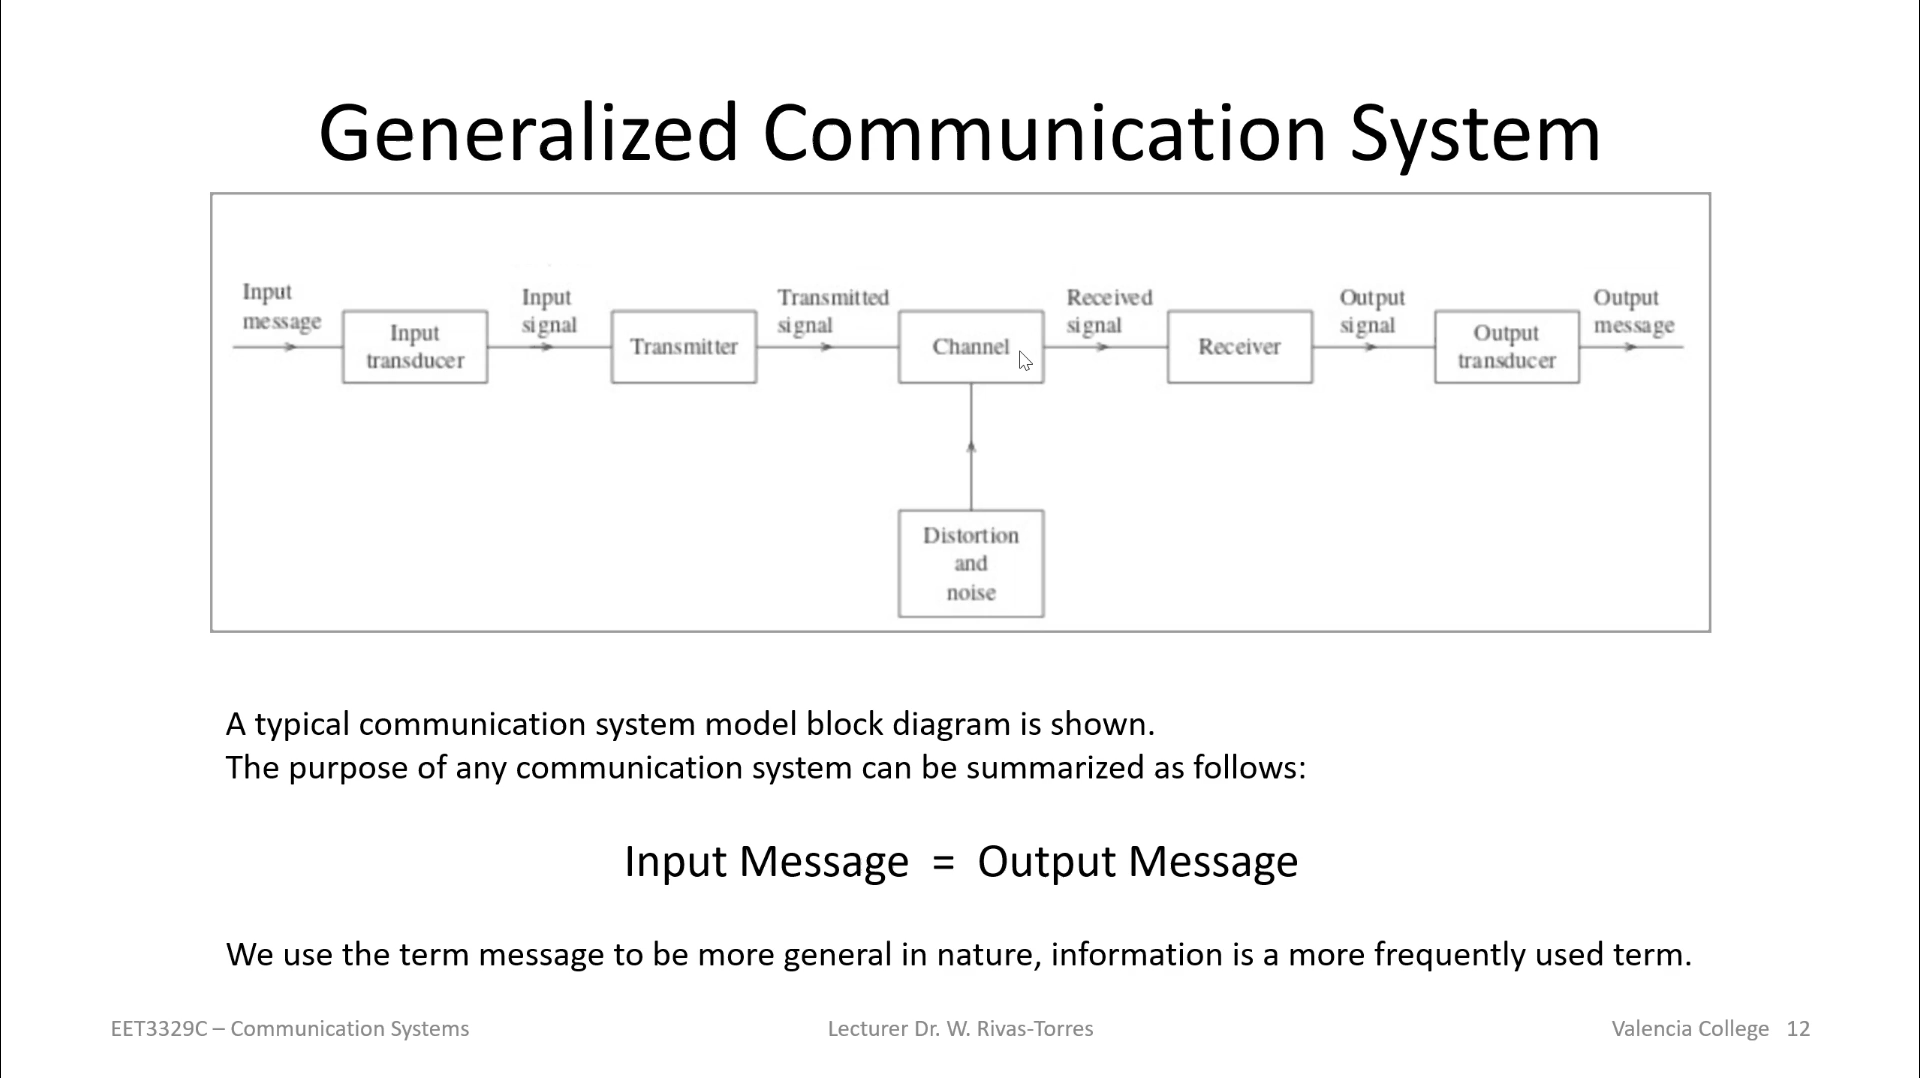 Generalized Communication System
Input
message
Input
transducer
Input
signal
Transmitter
Transmitted
signal
Channel
Received
signal
Receiver
Output
signal
Output
transducer
Output
message
Distortion
and
noise
A typical communication system model block diagram is shown.
The purpose of any communication system can be summarized as follows:
Input Message = Output Message
We use the term message to be more general in nature, information is a more frequently used term.
EET3329C – Communication Systems
Lecturer Dr. W. Rivas-Torres
Valencia College 12